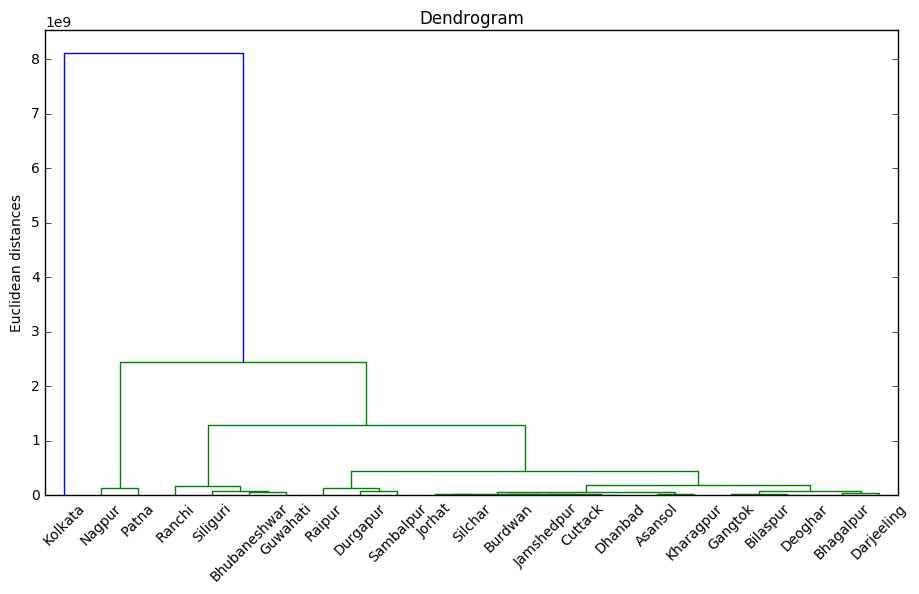 Dendrogram
1e9
8
7
6
5
4
3
2
1
0
Euclidean distances
Kolkata
Nagpur
Patna
Ranchi
Siliguri
Bhubaneshwar
Guwahati
Raipur
Durgapur
Sambalpur
Jorhat
Silchar
Burdwan
Jamshedpur
Cuttack
Dhanbad
Asansol
Kharagpur
Gangtok
Bilaspur
Deoghar
Bhagalpur
Darjeeling